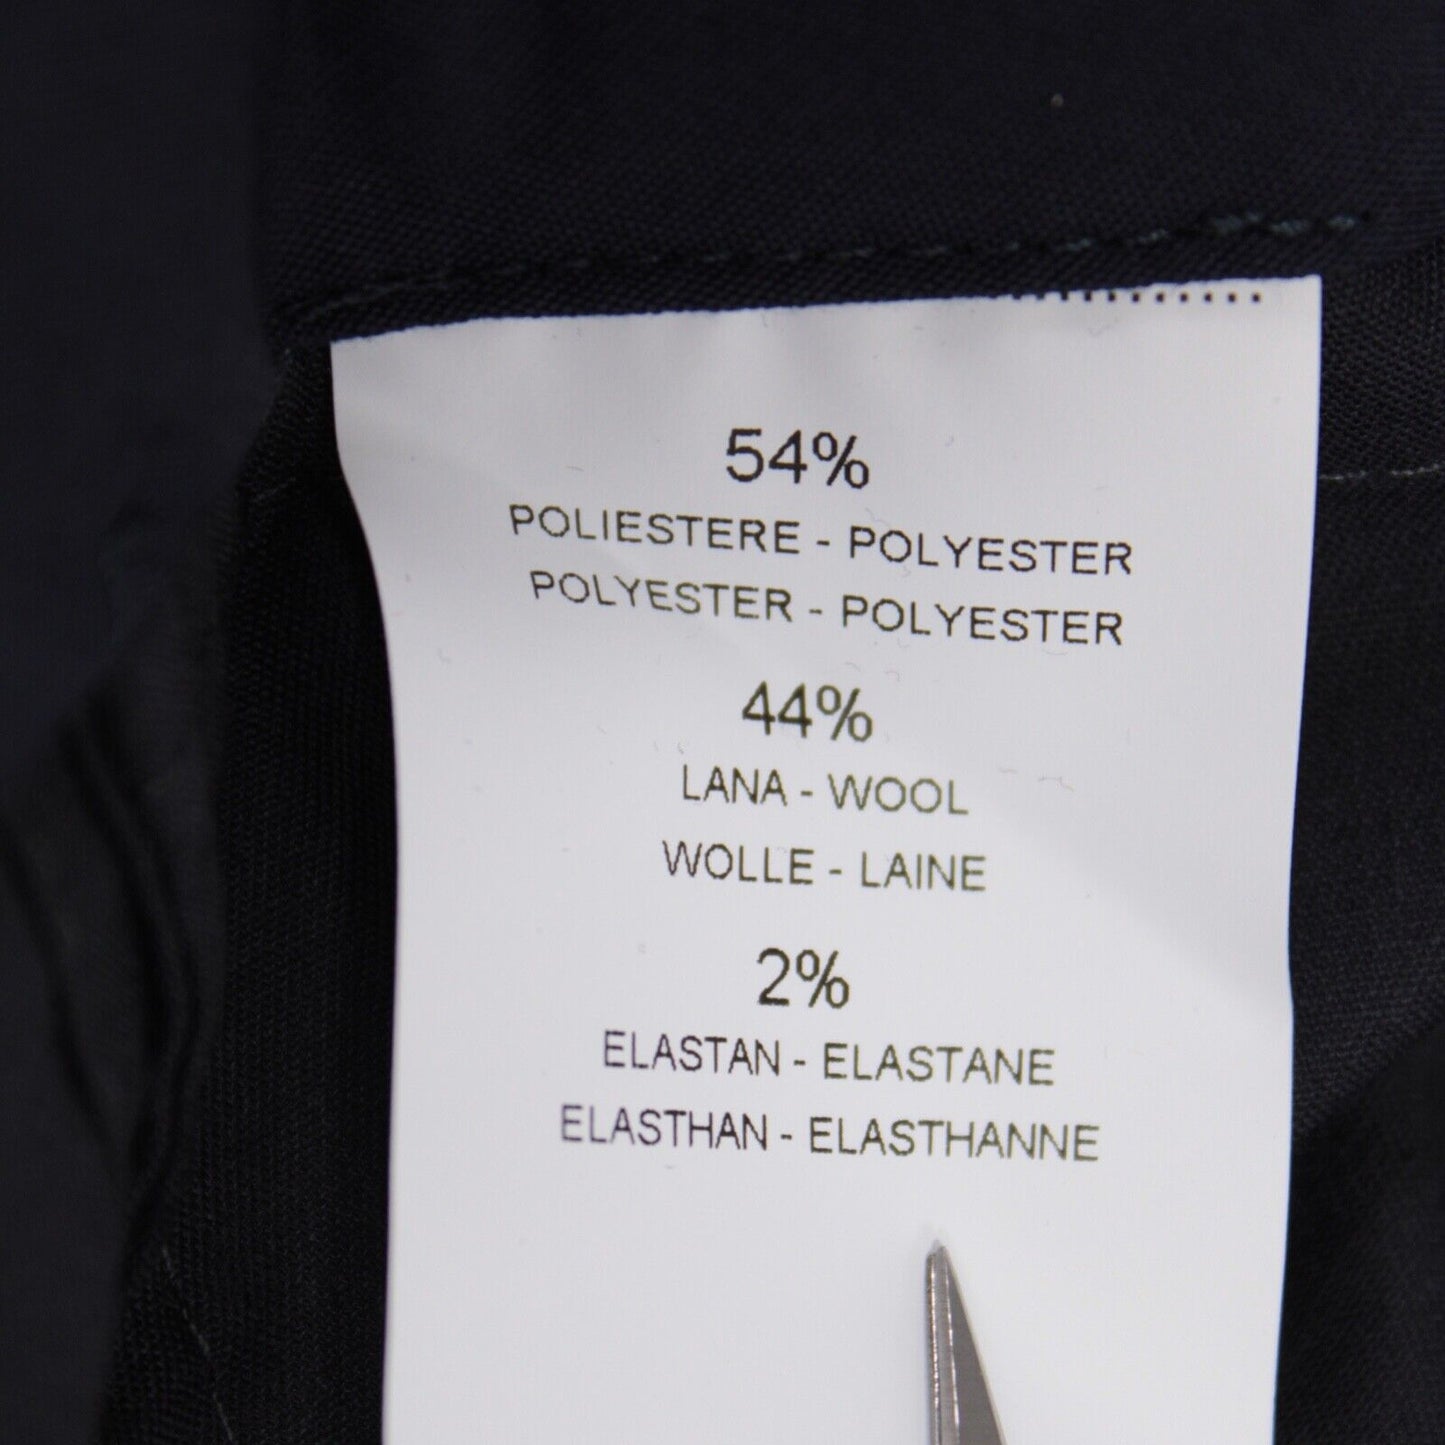 54%
POLIESTERE - POLYESTER
POLYESTER - POLYESTER
44%
LANA - WOOL
WOLLE - LAINE
2%
ELASTAN - ELASTANE
ELASTHAN - ELASTHANNE